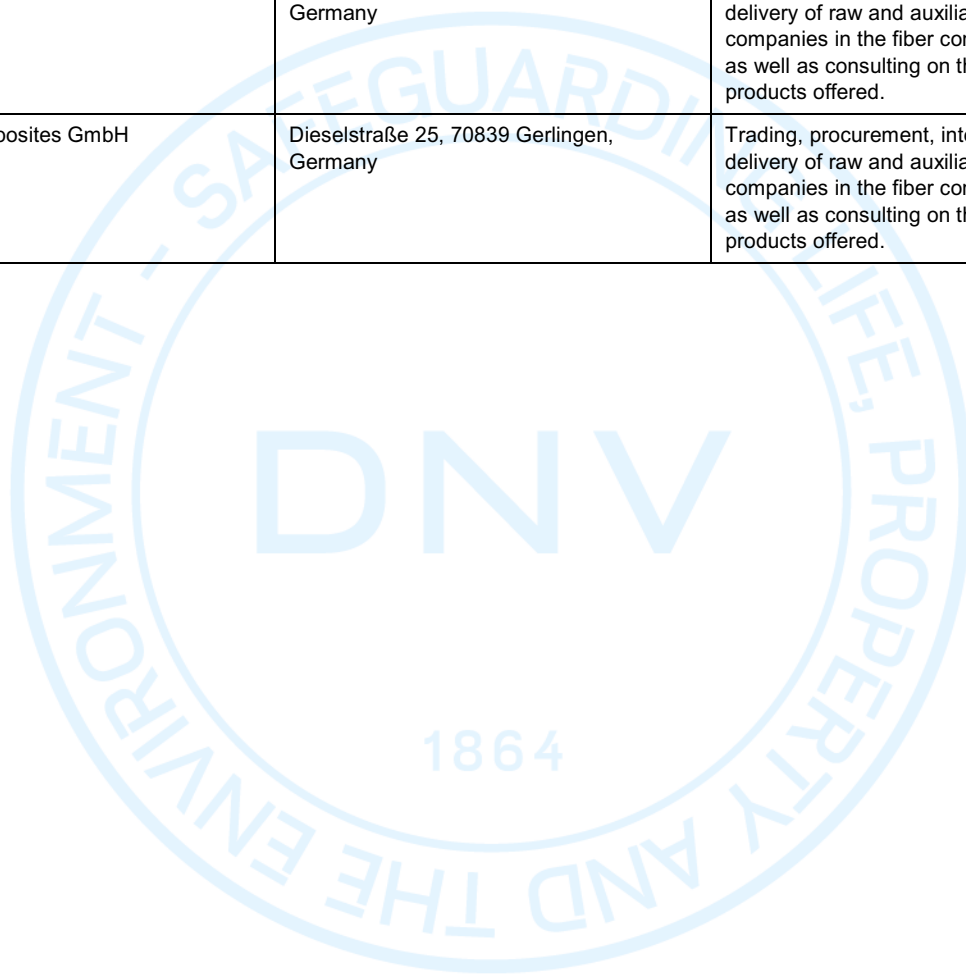 Germany
delivery of raw and auxilia
companies in the fiber cor
as well as consulting on t
products offered.
posites GmbH
Dieselstraße 25, 70839 Gerlingen,
Germany
Trading, procurement, int
delivery of raw and auxilia
companies in the fiber cor
as well as consulting on t
products offered.
SAFEGUARDING LIFE, PROPERTY AND THE ENVIRONMENT -
DNV
1864